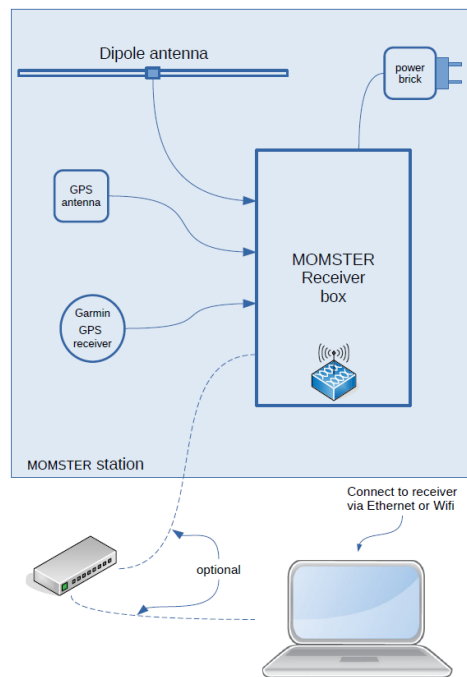 Dipole antenna
power
brick
GPS
antenna
MOMSTER
Receiver
box
Garmin
GPS
receiver
MOMSTER station
Connect to receiver
via Ethernet or Wifi
optional